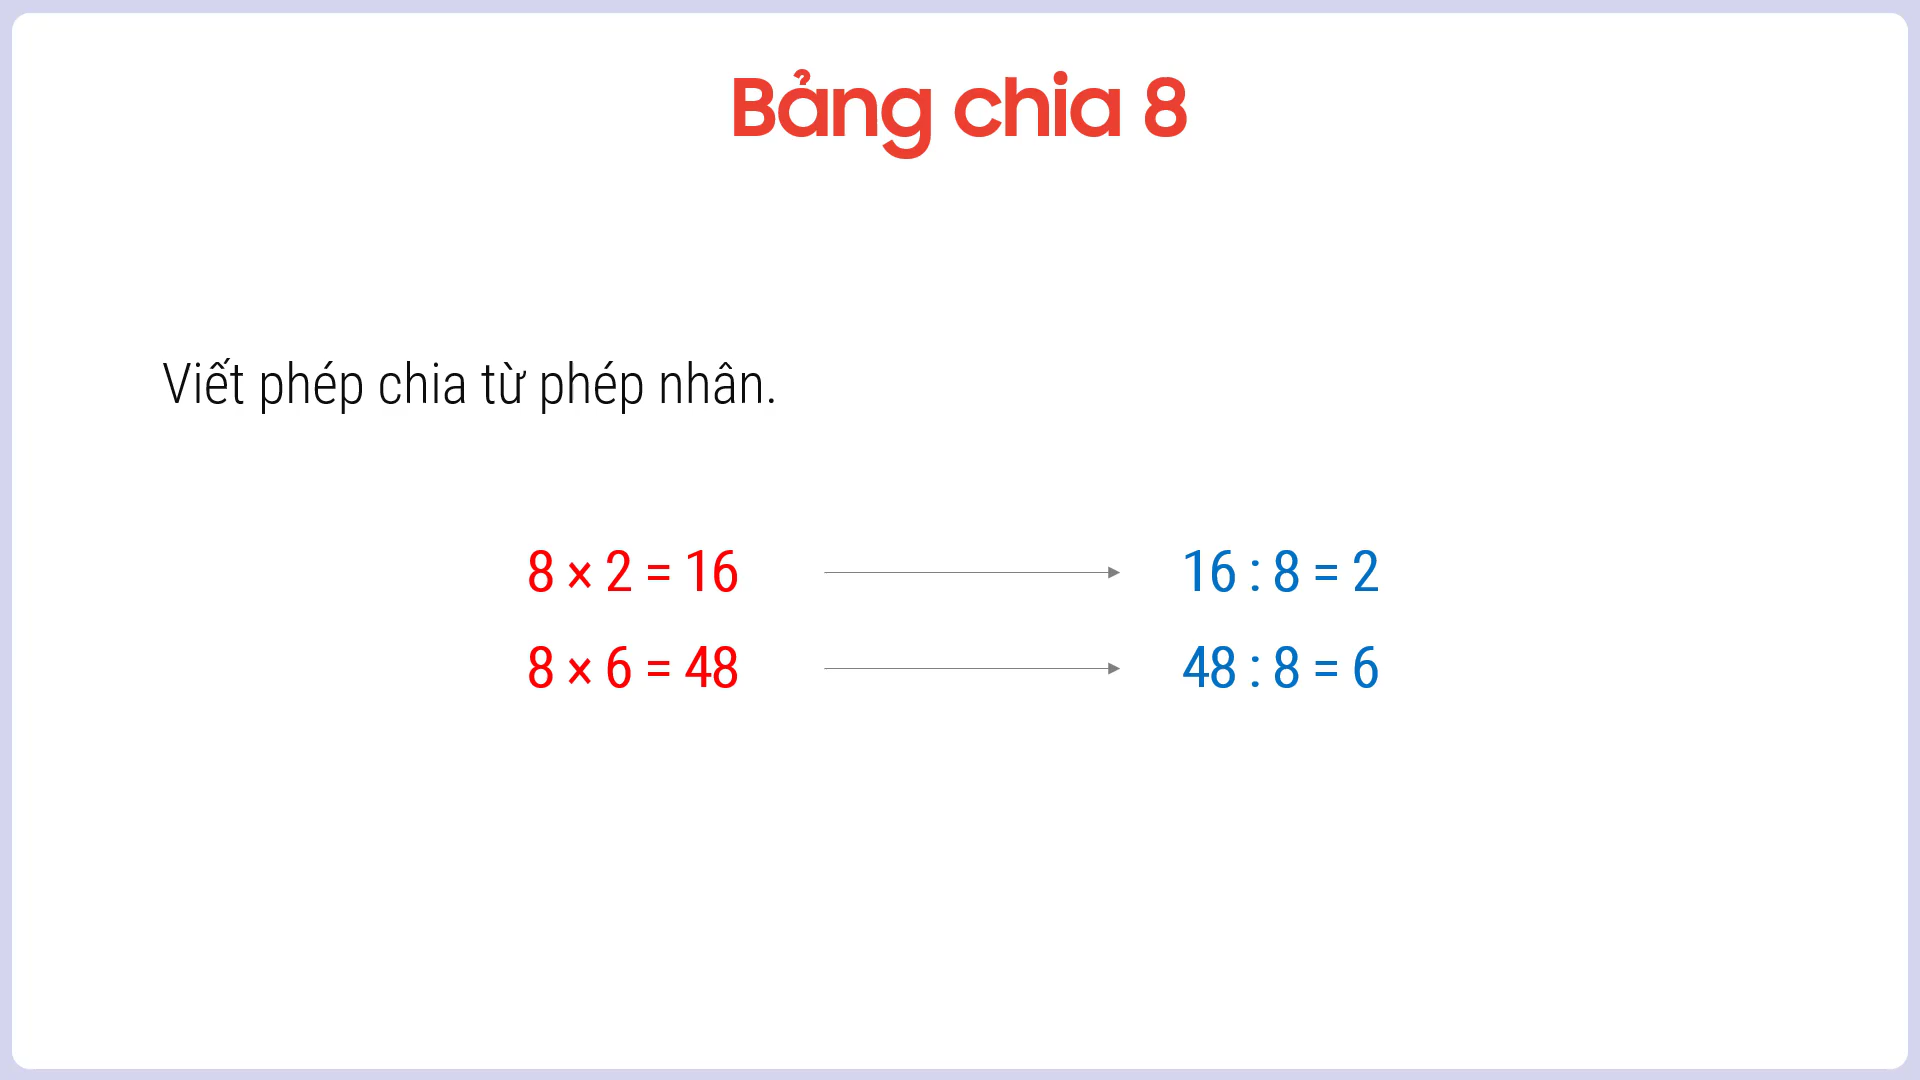 Bảng chia 8
Viết phép chia từ phép nhân.
8 × 2 = 16 16 : 8 = 2
8 × 6 = 48 48 : 8 = 6